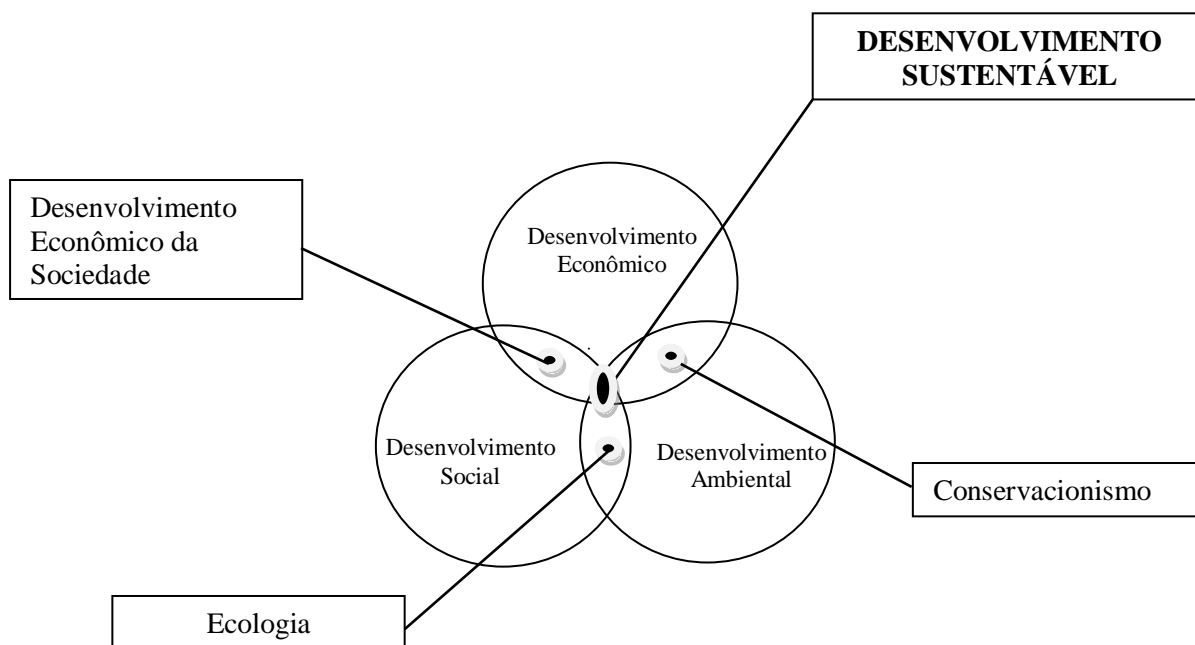 DESENVOLVIMENTO
SUSTENTÁVEL
Desenvolvimento
Econômico da
Sociedade
Desenvolvimento
Econômico
Desenvolvimento
Social
Desenvolvimento
Ambiental
Conservacionismo
Ecologia